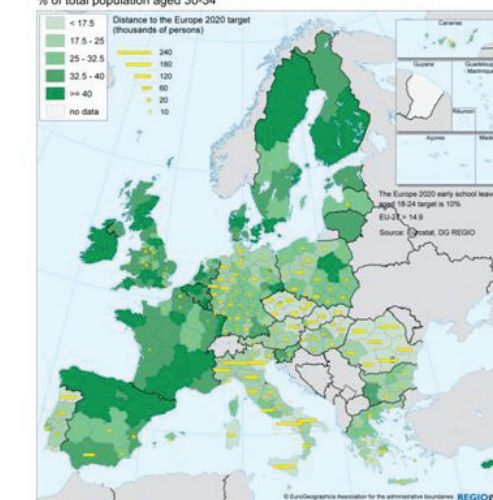 % of total population aged 30-34
< 17.5
17.5 - 25
25 - 32.5
32.5 - 40
>= 40
no data
Distance to the Europe 2020 target
(thousands of persons)
240
180
120
60
20
10
Canarias
Guyane
Réunion
Açores
The Europe 2020 early school leav
aged 18-24 target is 10%
EU-27 = 14.9
Source: Eurostat, DG REGIO
© EuroGeographics Association for the administrative boundaries
REGION